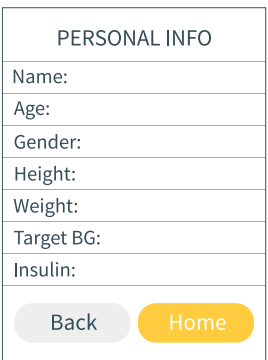 PERSONAL INFO
Name:
Age:
Gender:
Height:
Weight:
Target BG:
Insulin:
Back Home